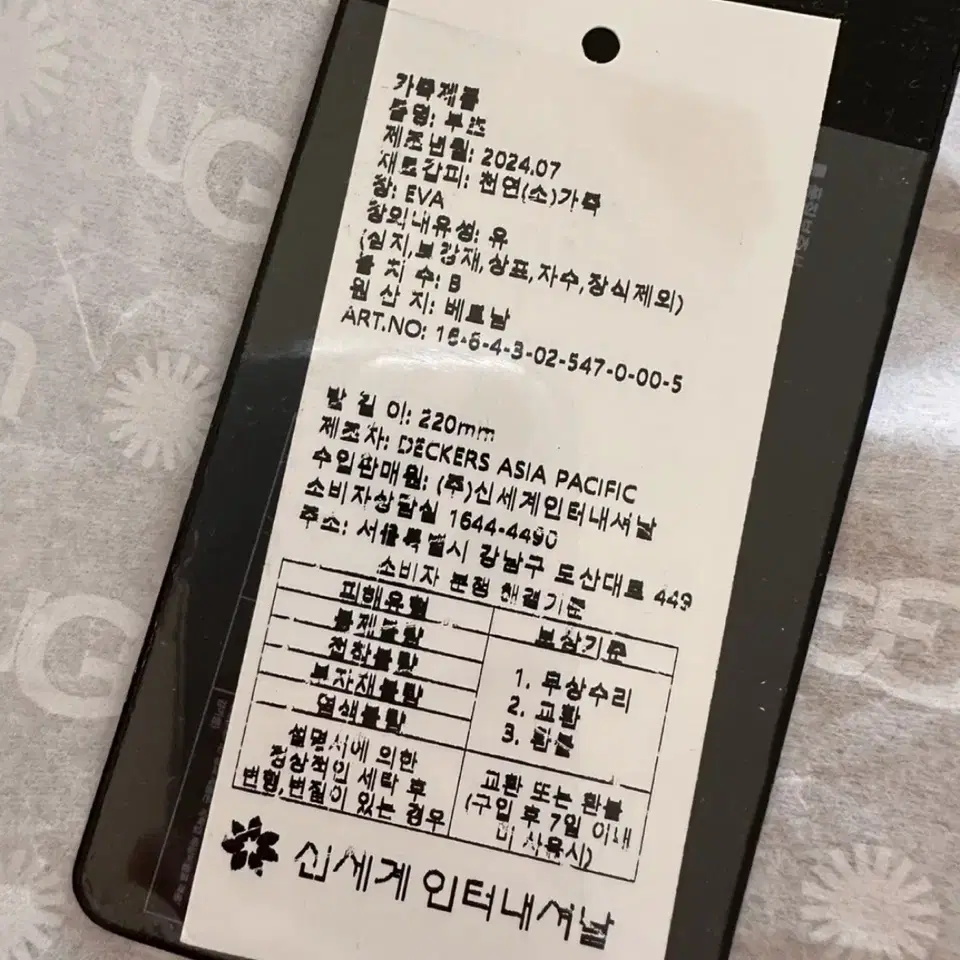 가죽제품
품명: 부츠
제조년월: 2024.07
재료갑피: 천연(소)가죽
창: EVA
창의내유성: 유
(심지,보강재,상표,자수,장식제외)
볼 치 수: B
원 산 지: 베트남
ART.NO: 16-6-4-3-02-547-0-00-5
발 길 이: 220mm
제조자: DECKERS ASIA PACIFIC
수입판매원: (주)신세계인터내셔날
소비자상담실 1644-4490
주소: 서울특별시 강남구 도산대로 449
소비자 분쟁 해결기준
피해유형
보상기준
봉제불량
접착불량
부자재불량
염색불량
1. 무상수리
2. 교환
3. 환불
설명서에 의한
정상적인 세탁 후
변형,변질이 있는 경우
교환 또는 환불
(구입 후 7일 이내
미 사용시)
신세계인터내셔날
UG
UG